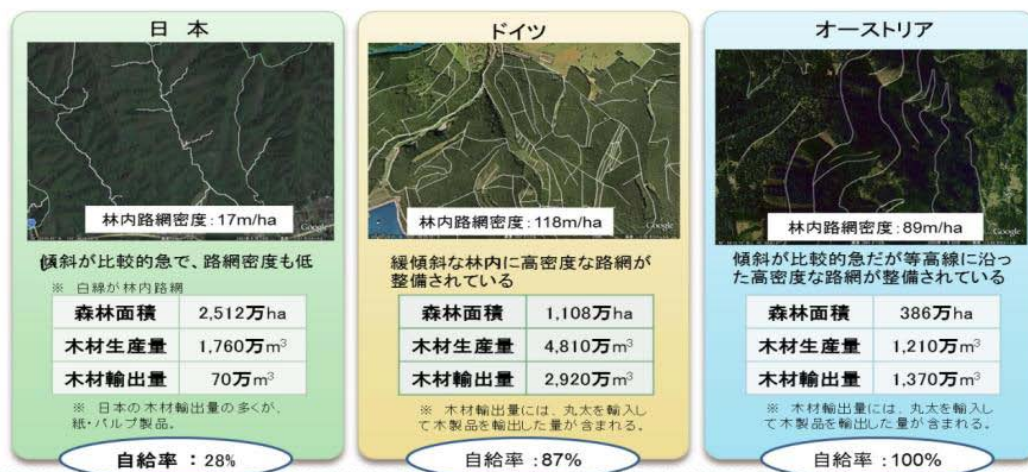 日 本
林内路網密度：17m/ha
Google
傾斜が比較的急で、路網密度も低
※ 白線が林内路網
森林面積 2,512万ha
木材生産量 1,760万m³
木材輸出量 70万m³
※ 日本の木材輸出量の多くが、
紙・パルプ製品。
自給率：28%
ドイツ
林内路網密度：118m/ha
Google
緩傾斜な林内に高密度な路網が
整備されている
森林面積 1,108万ha
木材生産量 4,810万m³
木材輸出量 2,920万m³
※ 木材輸出量には、丸太を輸入し
て木製品を輸出した量が含まれる。
自給率：87%
オーストリア
林内路網密度：89m/ha
Google
傾斜が比較的急だが等高線に沿っ
た高密度な路網が整備されている
森林面積 386万ha
木材生産量 1,210万m³
木材輸出量 1,370万m³
※ 木材輸出量には、丸太を輸入し
て木製品を輸出した量が含まれる。
自給率：100%